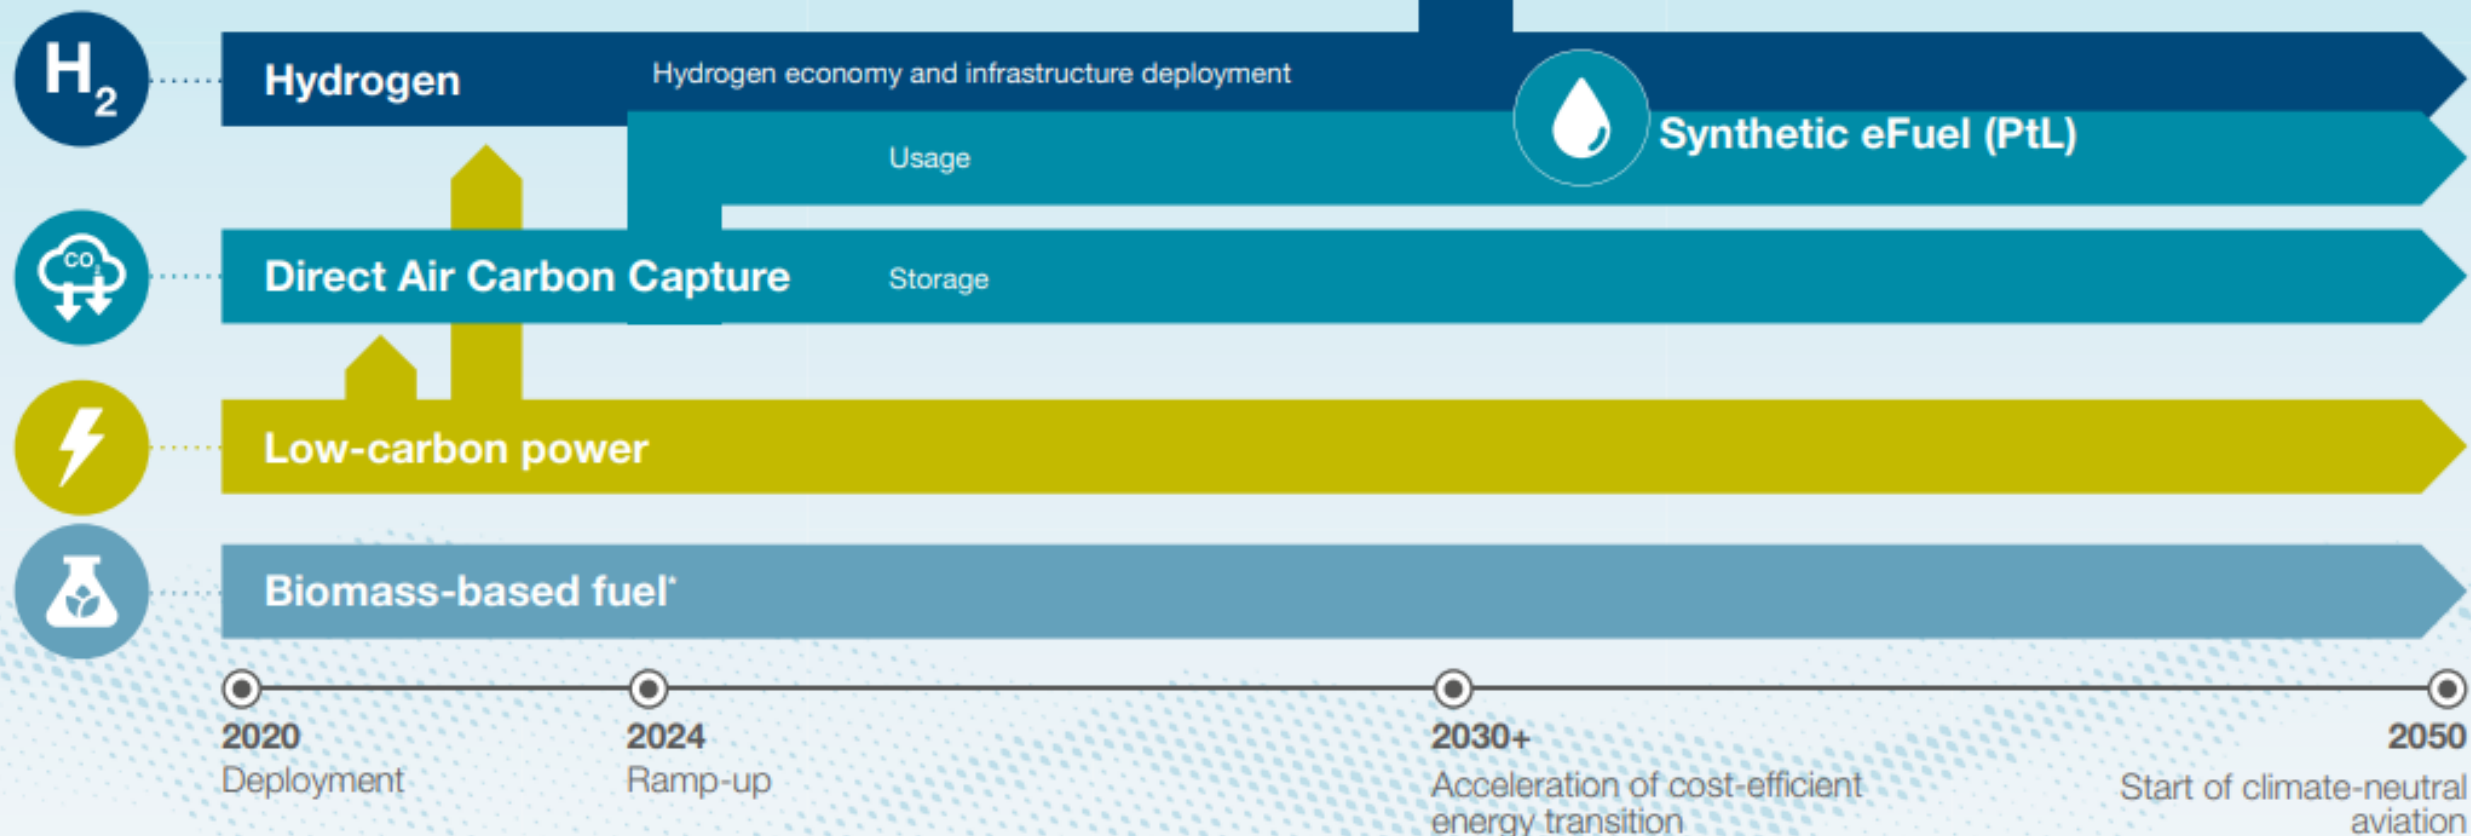 H2
Hydrogen
Hydrogen economy and infrastructure deployment
Synthetic eFuel (PtL)
Usage
CO2
Direct Air Carbon Capture
Storage
Low-carbon power
Biomass-based fuel*
2020
Deployment
2024
Ramp-up
2030+
Acceleration of cost-efficient
energy transition
2050
Start of climate-neutral
aviation